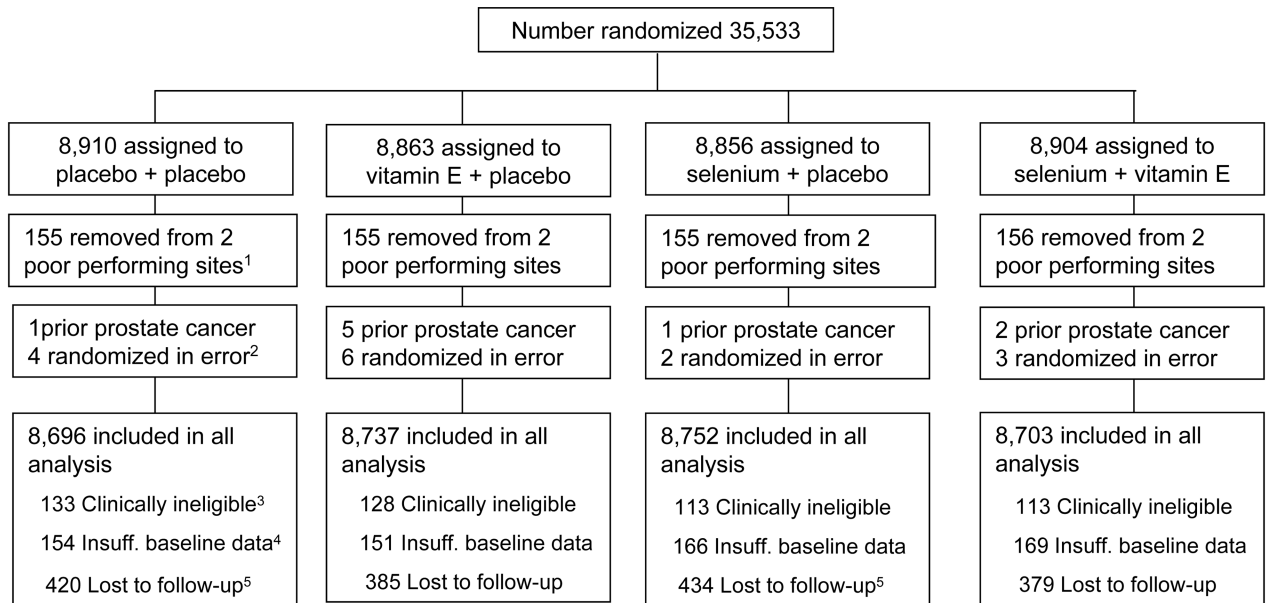 Number randomized 35,533
8,910 assigned to
placebo + placebo
155 removed from 2
poor performing sites¹
1prior prostate cancer
4 randomized in error²
8,696 included in all
analysis
133 Clinically ineligible³
154 Insuff. baseline data⁴
420 Lost to follow-up⁵
8,863 assigned to
vitamin E + placebo
155 removed from 2
poor performing sites
5 prior prostate cancer
6 randomized in error
8,737 included in all
analysis
128 Clinically ineligible
151 Insuff. baseline data
385 Lost to follow-up
8,856 assigned to
selenium + placebo
155 removed from 2
poor performing sites
1 prior prostate cancer
2 randomized in error
8,752 included in all
analysis
113 Clinically ineligible
166 Insuff. baseline data
434 Lost to follow-up⁵
8,904 assigned to
selenium + vitamin E
156 removed from 2
poor performing sites
2 prior prostate cancer
3 randomized in error
8,703 included in all
analysis
113 Clinically ineligible
169 Insuff. baseline data
379 Lost to follow-up